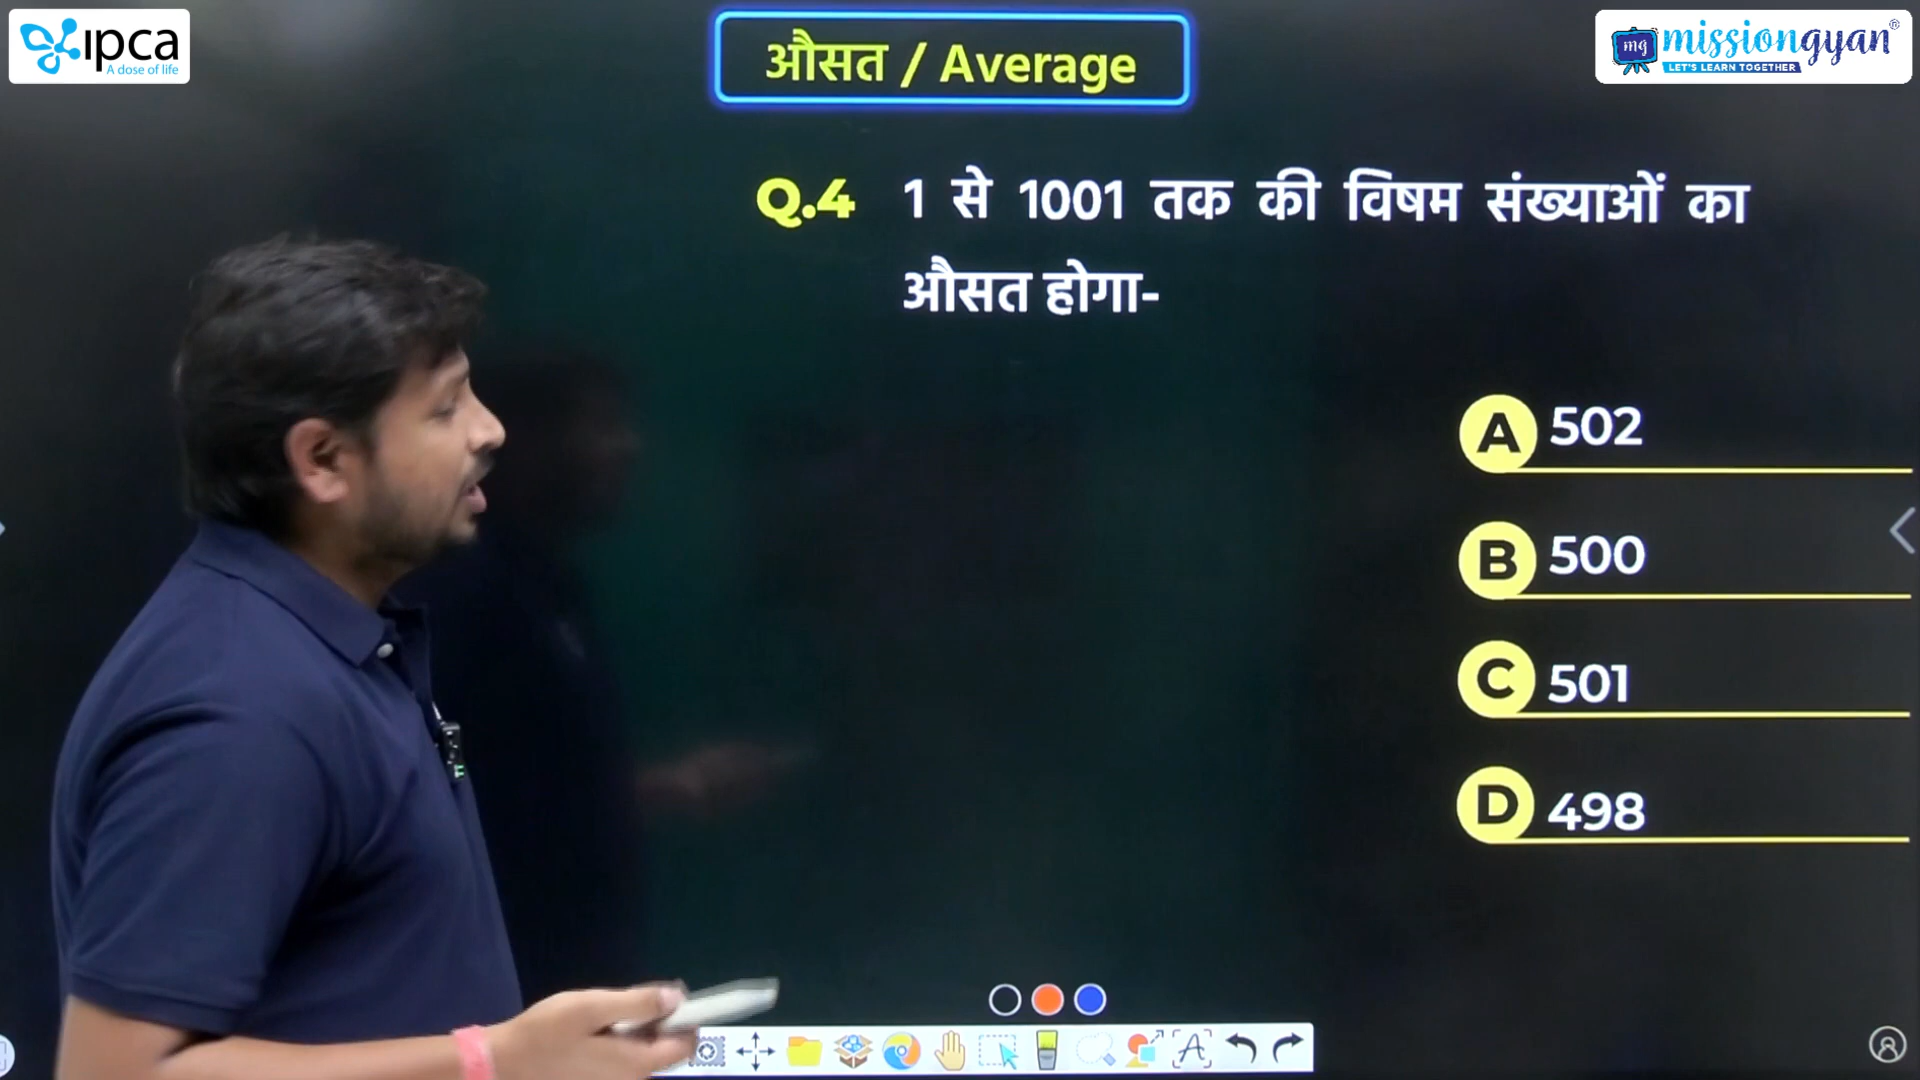 ipca
A dose of life
औसत / Average
mg missiongyan®
LET'S LEARN TOGETHER
Q.4 1 से 1001 तक की विषम संख्याओं का
औसत होगा-
A 502
B 500
C 501
D 498